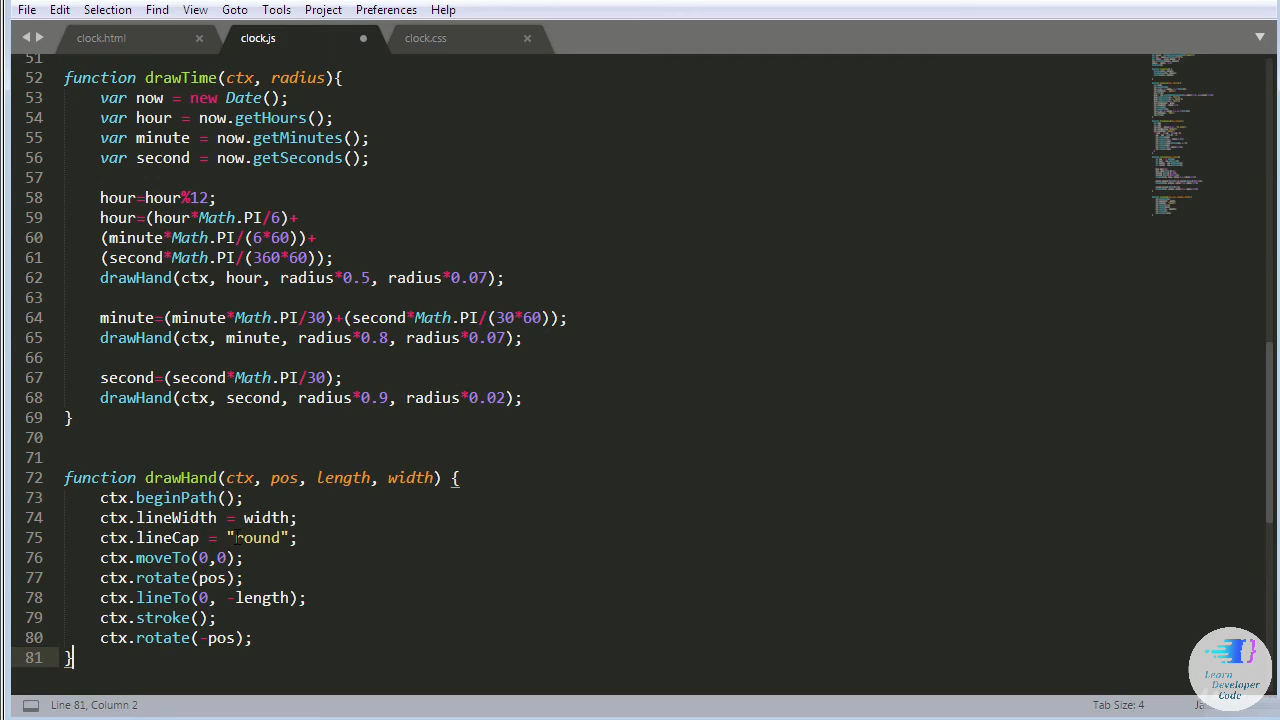 File Edit Selection Find View Goto Tools Project Preferences Help
clock.html clock.js clock.css
51
52 function drawTime(ctx, radius){
53 var now = new Date();
54 var hour = now.getHours();
55 var minute = now.getMinutes();
56 var second = now.getSeconds();
57
58 hour=hour%12;
59 hour=(hour*Math.PI/6)+
60 (minute*Math.PI/(6*60))+
61 (second*Math.PI/(360*60));
62 drawHand(ctx, hour, radius*0.5, radius*0.07);
63
64 minute=(minute*Math.PI/30)+(second*Math.PI/(30*60));
65 drawHand(ctx, minute, radius*0.8, radius*0.07);
66
67 second=(second*Math.PI/30);
68 drawHand(ctx, second, radius*0.9, radius*0.02);
69 }
70
71
72 function drawHand(ctx, pos, length, width) {
73 ctx.beginPath();
74 ctx.lineWidth = width;
75 ctx.lineCap = "round";
76 ctx.moveTo(0,0);
77 ctx.rotate(pos);
78 ctx.lineTo(0, -length);
79 ctx.stroke();
80 ctx.rotate(-pos);
81 }
Learn
Developer
Code
Line 81, Column 2 Tab Size: 4